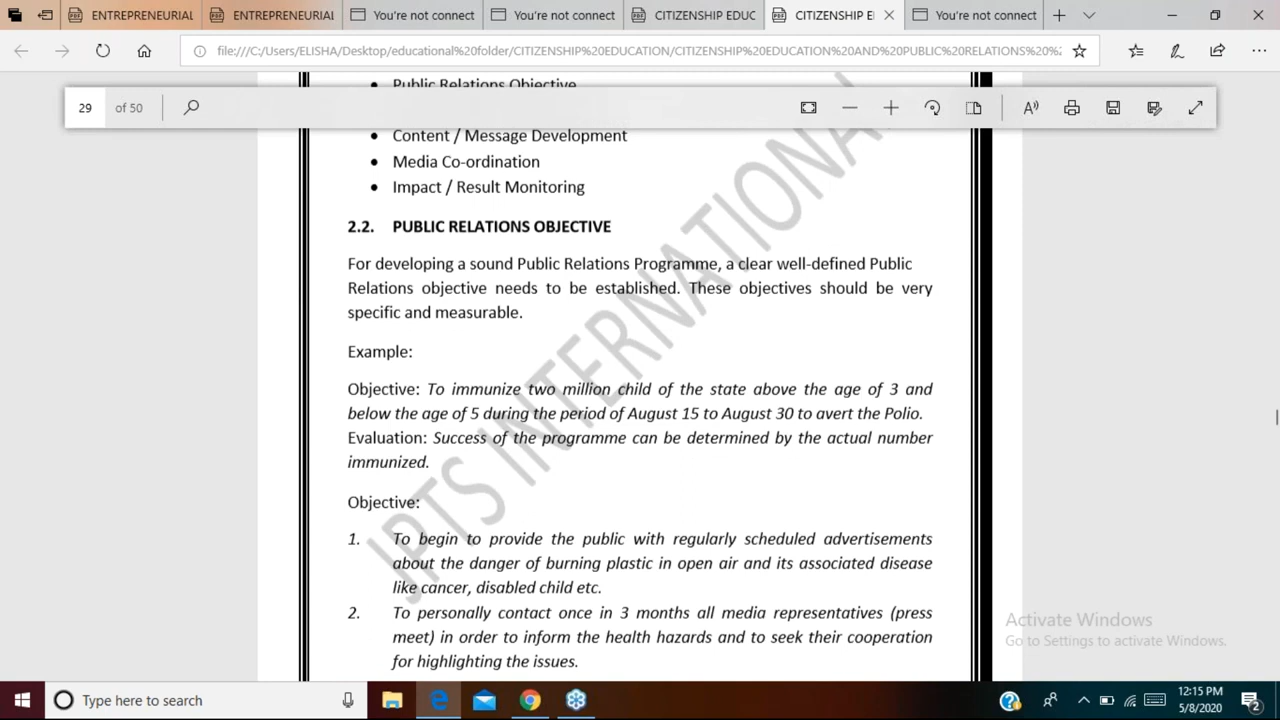 ENTREPRENEURIAL
ENTREPRENEURIAL
You're not connect
You're not connect
CITIZENSHIP EDUC
CITIZENSHIP E
You're not connect
file:///C:/Users/ELISHA/Desktop/educational%20folder/CITIZENSHIP%20EDUCATION/CITIZENSHIP%20EDUCATION%20AND%20PUBLIC%20RELATIONS%20%
• Public Relations Objective
29 of 50
• Content / Message Development
• Media Co-ordination
• Impact / Result Monitoring
2.2. PUBLIC RELATIONS OBJECTIVE
For developing a sound Public Relations Programme, a clear well-defined Public
Relations objective needs to be established. These objectives should be very
specific and measurable.
Example:
Objective: To immunize two million child of the state above the age of 3 and
below the age of 5 during the period of August 15 to August 30 to avert the Polio.
Evaluation: Success of the programme can be determined by the actual number
immunized.
Objective:
1. To begin to provide the public with regularly scheduled advertisements
about the danger of burning plastic in open air and its associated disease
like cancer, disabled child etc.
2. To personally contact once in 3 months all media representatives (press
meet) in order to inform the health hazards and to seek their cooperation
for highlighting the issues.
INTERNATIONAL
Activate Windows
Go to Settings to activate Windows.
Type here to search
12:15 PM
5/8/2020
2